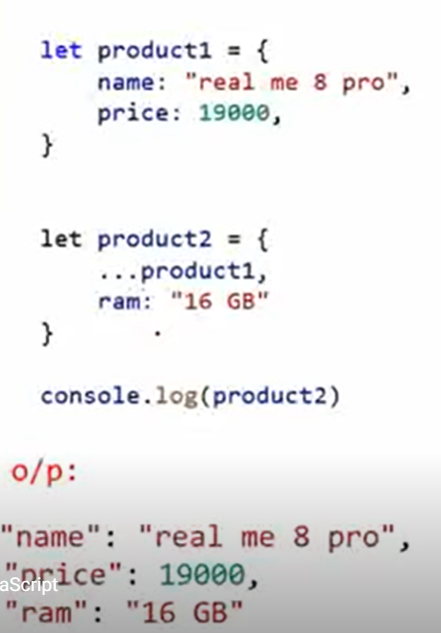 let product1 = {
name: "real me 8 pro",
price: 19000,
}
let product2 = {
...product1,
ram: "16 GB"
}
console.log(product2)
o/p:
"name": "real me 8 pro",
"price": 19000,
aScript
"ram": "16 GB"